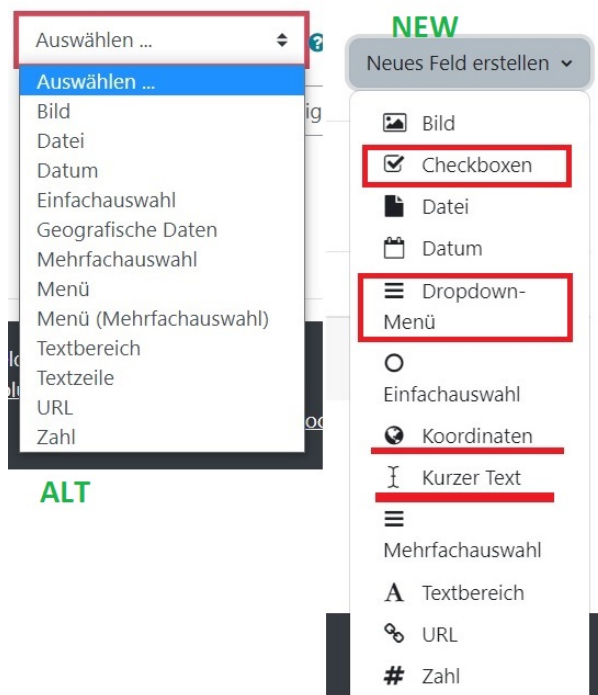 Auswählen ...
Auswählen ...
Bild
ig
Datei
Datum
Einfachauswahl
Geografische Daten
Mehrfachauswahl
Menü
Menü (Mehrfachauswahl)
Textbereich
Textzeile
URL
Zahl
ALT
NEW
Neues Feld erstellen
Bild
Checkboxen
Datei
Datum
Dropdown-
Menü
Einfachauswahl
Koordinaten
Kurzer Text
Mehrfachauswahl
A Textbereich
URL
# Zahl